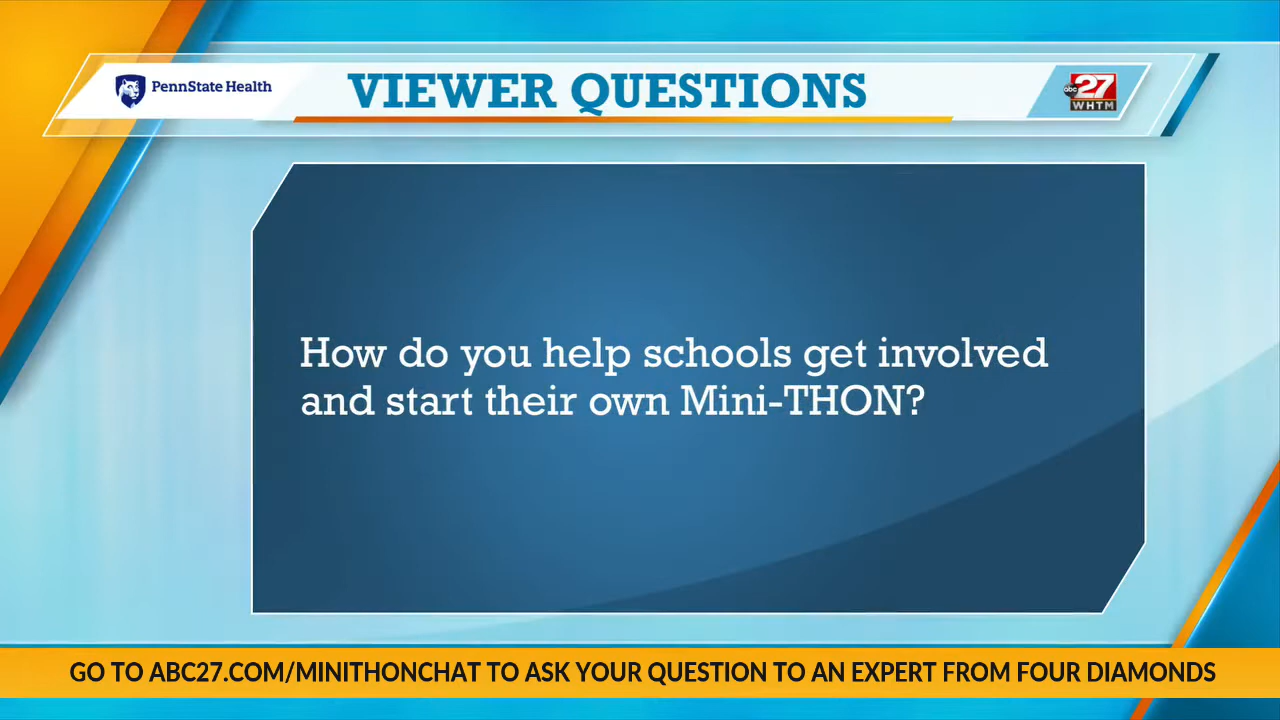 PennState Health
VIEWER QUESTIONS
abc 27
WHTM
How do you help schools get involved
and start their own Mini-THON?
GO TO ABC27.COM/MINITHONCHAT TO ASK YOUR QUESTION TO AN EXPERT FROM FOUR DIAMONDS